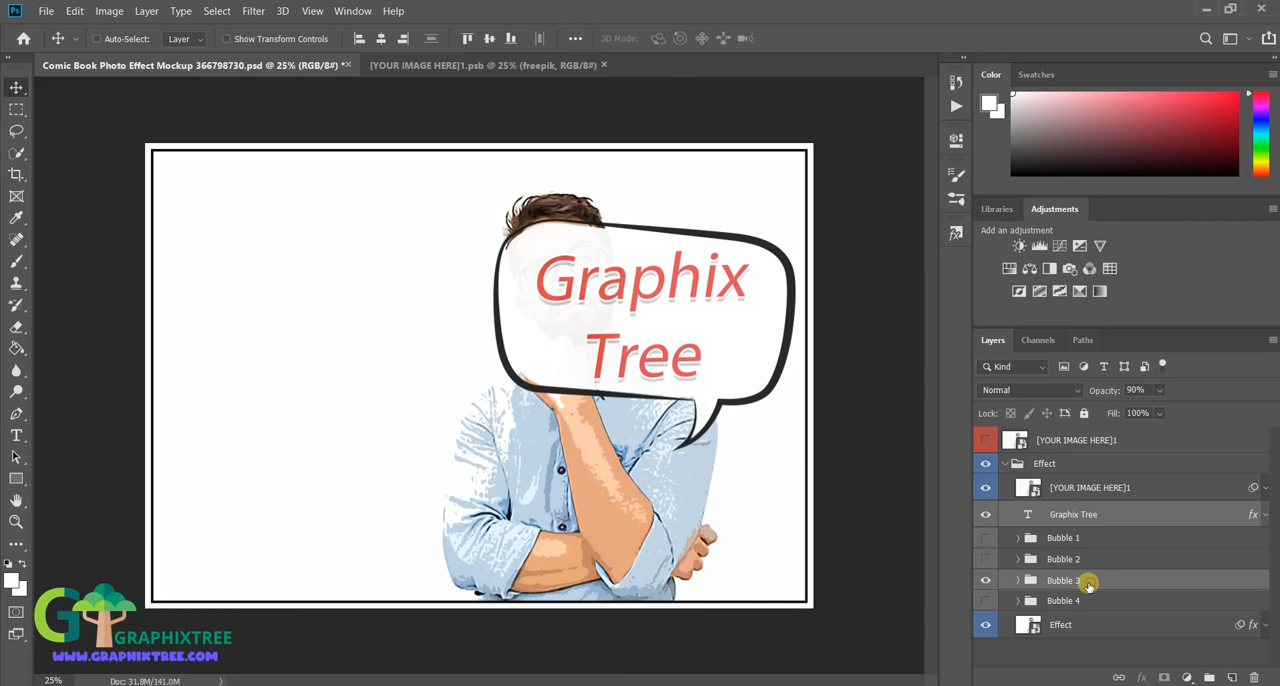 Ps File Edit Image Layer Type Select Filter 3D View Window Help
Auto-Select: Layer Show Transform Controls 3D Mode:
Comic Book Photo Effect Mockup 366798730.psd @ 25% (RGB/8#) * × [YOUR IMAGE HERE]1.psb @ 25% (freepik, RGB/8#) ×
Color Swatches
Libraries Adjustments
Add an adjustment
Graphix
Tree
Layers Channels Paths
Kind
Normal Opacity: 90%
Lock: Fill: 100%
[YOUR IMAGE HERE]1
Effect
[YOUR IMAGE HERE]1
T Graphix Tree fx
Bubble 1
Bubble 2
Bubble 3
Bubble 4
Effect fx
G GRAPHIXTREE
WWW.GRAPHIXTREE.COM
25% Doc: 31.8M/141.0M